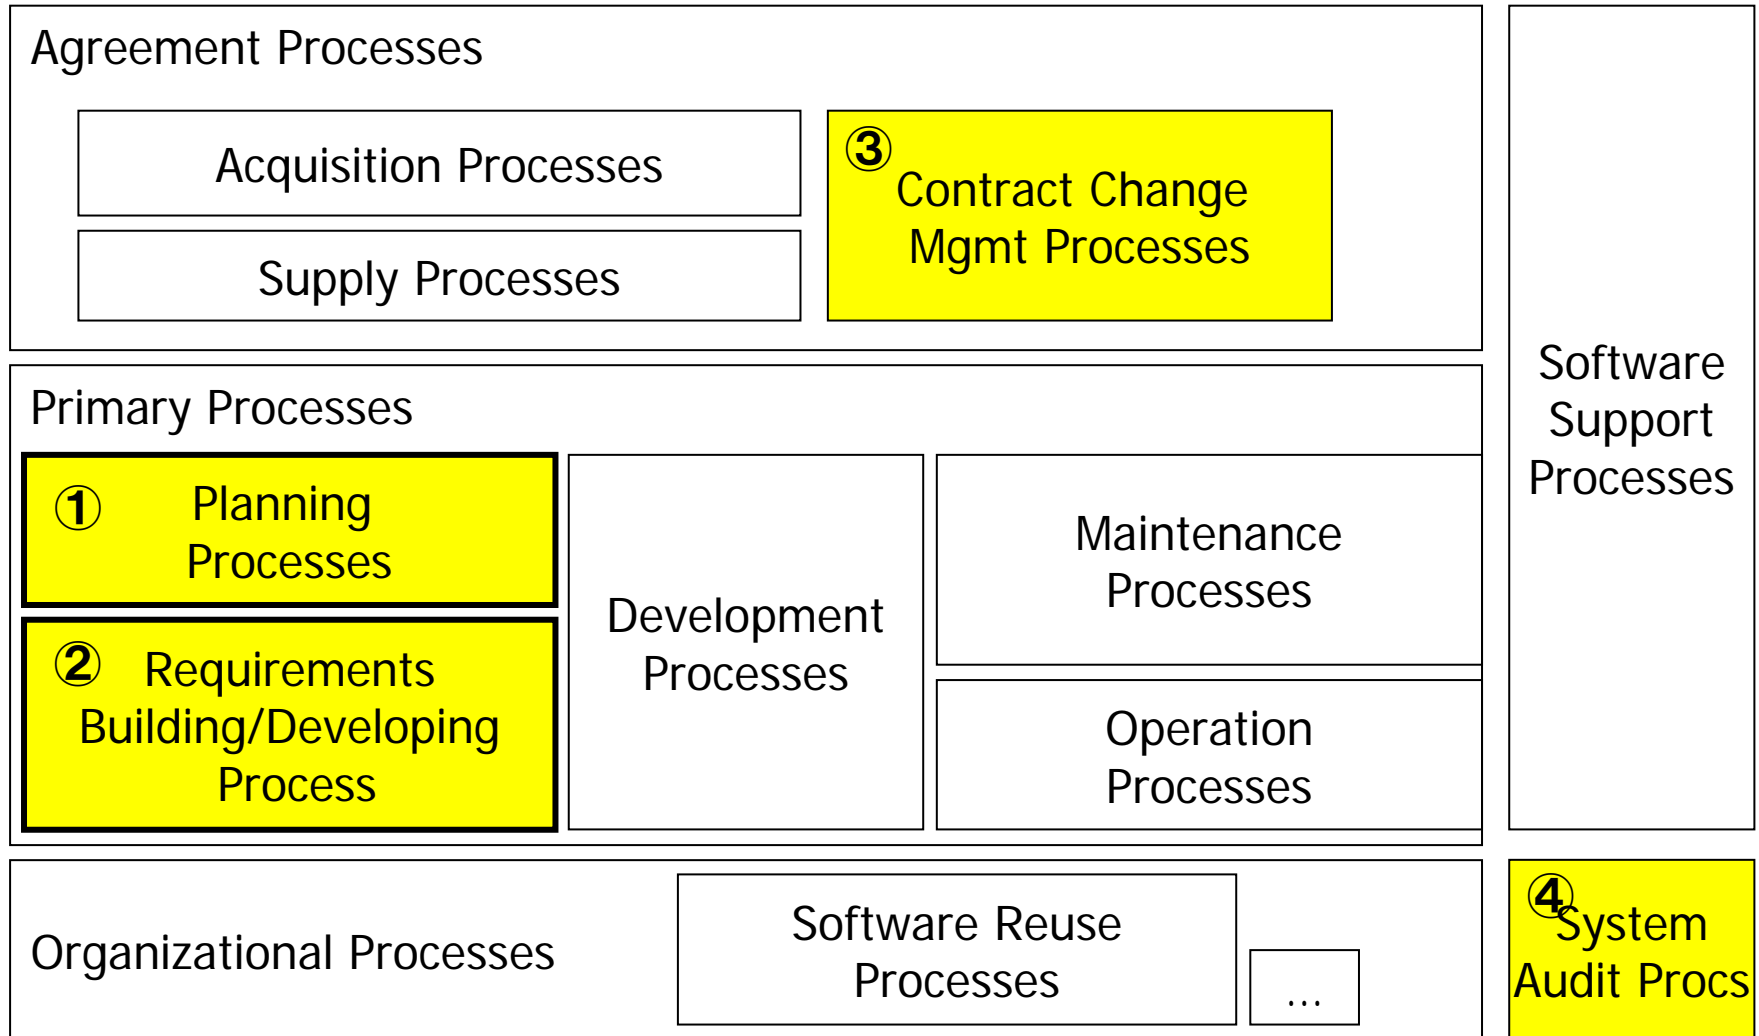 Agreement Processes
Acquisition Processes
Supply Processes
③
Contract Change
Mgmt Processes
Primary Processes
①
Planning
Processes
②
Requirements
Building/Developing
Process
Development
Processes
Maintenance
Processes
Operation
Processes
Software
Support
Processes
Organizational Processes
Software Reuse
Processes
...
④
System
Audit Procs